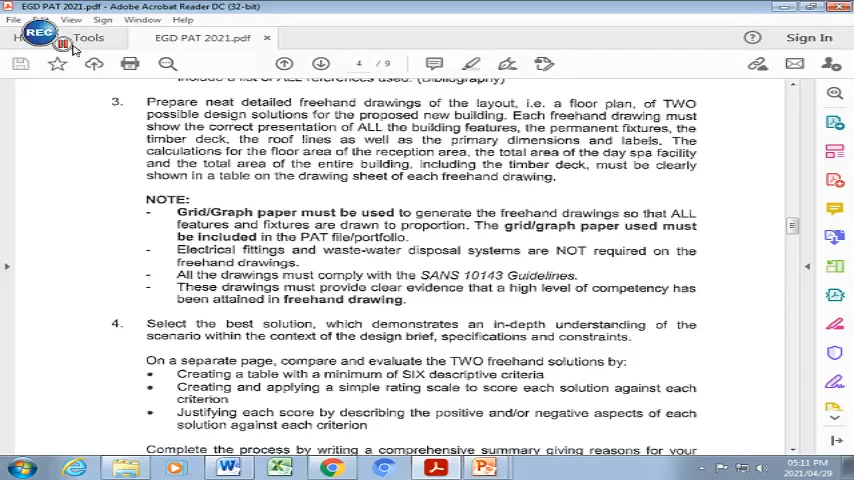 EGD PAT 2021.pdf - Adobe Acrobat Reader DC (32-bit)
File Edit View Sign Window Help
REC
Tools
EGD PAT 2021.pdf ×
Sign In
4 / 9
Include a list of ALL references used. (Bibliography)
3. Prepare neat detailed freehand drawings of the layout, i.e. a floor plan, of TWO
possible design solutions for the proposed new building. Each freehand drawing must
show the correct presentation of ALL the building features, the permanent fixtures, the
timber deck, the roof lines as well as the primary dimensions and labels. The
calculations for the floor area of the reception area, the total area of the day spa facility
and the total area of the entire building, including the timber deck, must be clearly
shown in a table on the drawing sheet of each freehand drawing.
NOTE:
- Grid/Graph paper must be used to generate the freehand drawings so that ALL
features and fixtures are drawn to proportion. The grid/graph paper used must
be included in the PAT file/portfolio.
- Electrical fittings and waste-water disposal systems are NOT required on the
freehand drawings.
- All the drawings must comply with the SANS 10143 Guidelines.
- These drawings must provide clear evidence that a high level of competency has
been attained in freehand drawing.
4. Select the best solution, which demonstrates an in-depth understanding of the
scenario within the context of the design brief, specifications and constraints.
On a separate page, compare and evaluate the TWO freehand solutions by:
• Creating a table with a minimum of SIX descriptive criteria
• Creating and applying a simple rating scale to score each solution against each
criterion
• Justifying each score by describing the positive and/or negative aspects of each
solution against each criterion
Complete the process by writing a comprehensive summary giving reasons for your
05:11 PM
2021/04/29